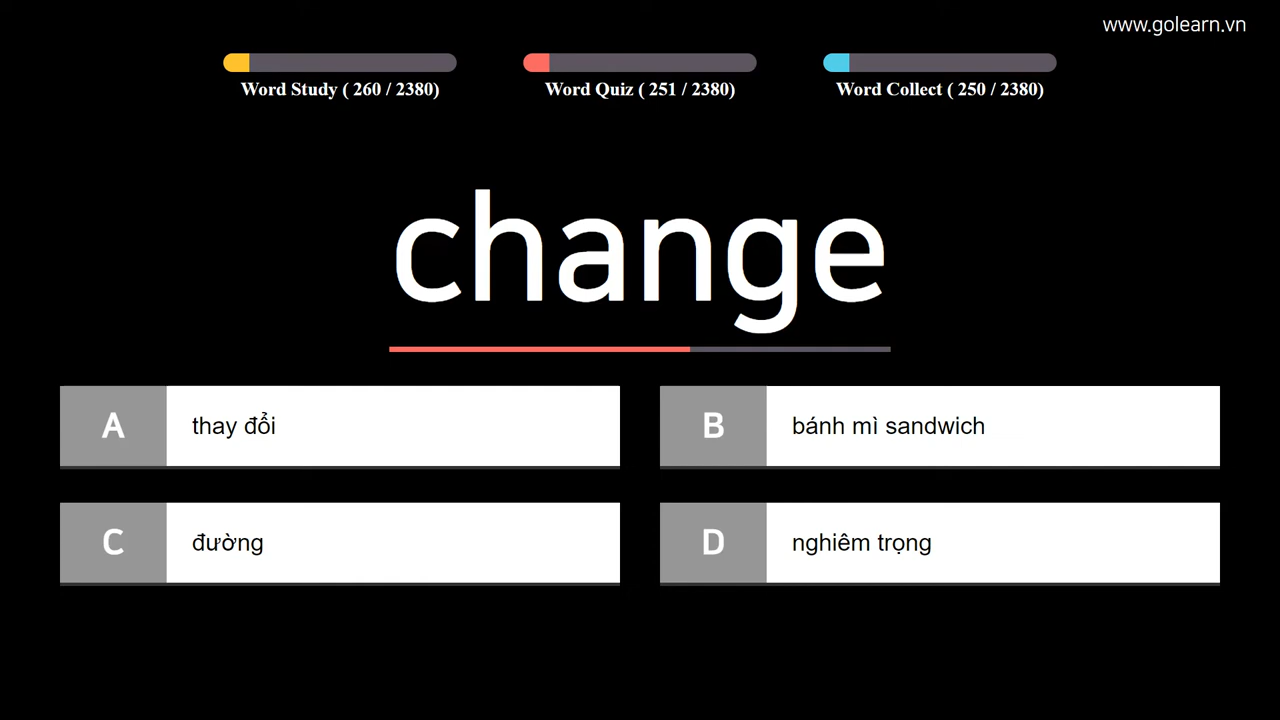 www.golearn.vn
Word Study ( 260 / 2380)
Word Quiz ( 251 / 2380)
Word Collect ( 250 / 2380)
change
A
thay đổi
B
bánh mì sandwich
C
đường
D
nghiêm trọng